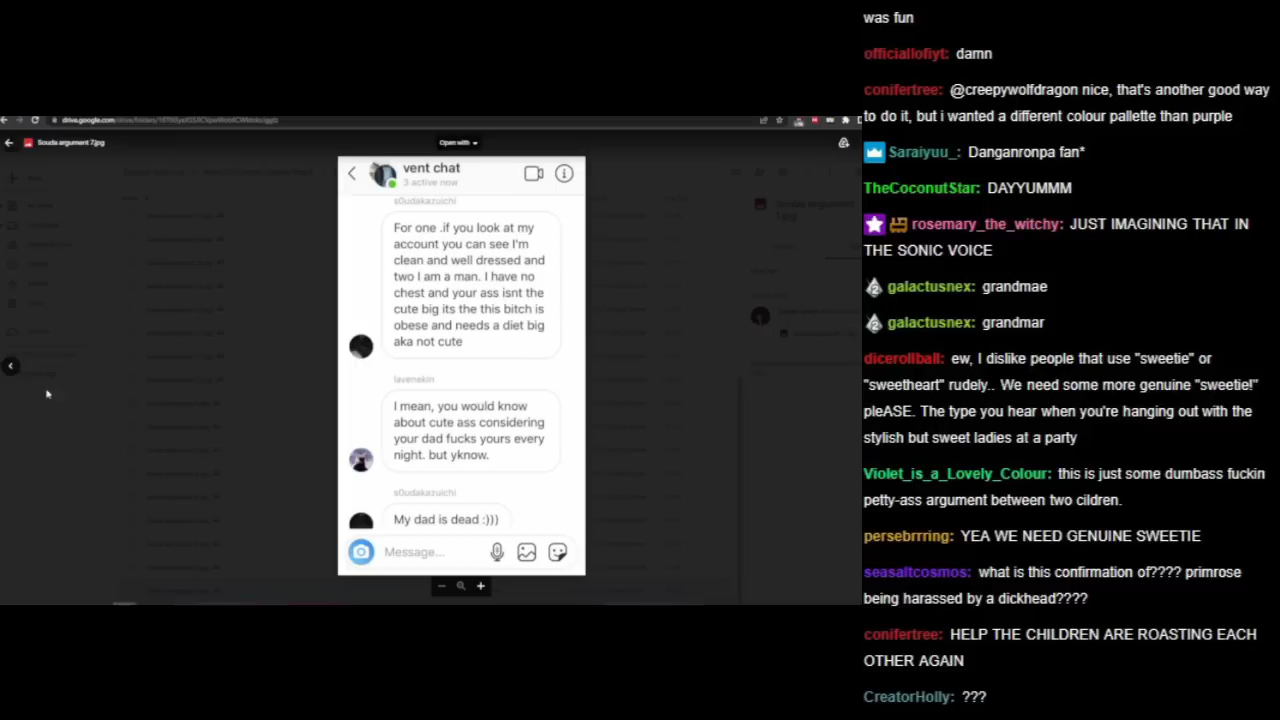 Souda argument 7.jpg
Open with
vent chat
3 active now
s0udakazuichi
For one .if you look at my
account you can see I'm
clean and well dressed and
two I am a man. I have no
chest and your ass isnt the
cute big its the this bitch is
obese and needs a diet big
aka not cute
lavenekin
I mean, you would know
about cute ass considering
your dad fucks yours every
night. but yknow.
s0udakazuichi
My dad is dead :)))
Message...
was fun
officiallofiyt: damn
conifertree: @creepywolfdragon nice, that's another good way
to do it, but i wanted a different colour pallette than purple
Saraiyuu_: Danganronpa fan*
TheCoconutStar: DAYYUMMM
rosemary_the_witchy: JUST IMAGINING THAT IN
THE SONIC VOICE
galactusnex: grandmae
galactusnex: grandmar
dicerollball: ew, I dislike people that use "sweetie" or
"sweetheart" rudely.. We need some more genuine "sweetie!"
pleASE. The type you hear when you're hanging out with the
stylish but sweet ladies at a party
Violet_is_a_Lovely_Colour: this is just some dumbass fuckin
petty-ass argument between two cildren.
persebrrring: YEA WE NEED GENUINE SWEETIE
seasaltcosmos: what is this confirmation of???? primrose
being harassed by a dickhead????
conifertree: HELP THE CHILDREN ARE ROASTING EACH
OTHER AGAIN
CreatorHolly: ???